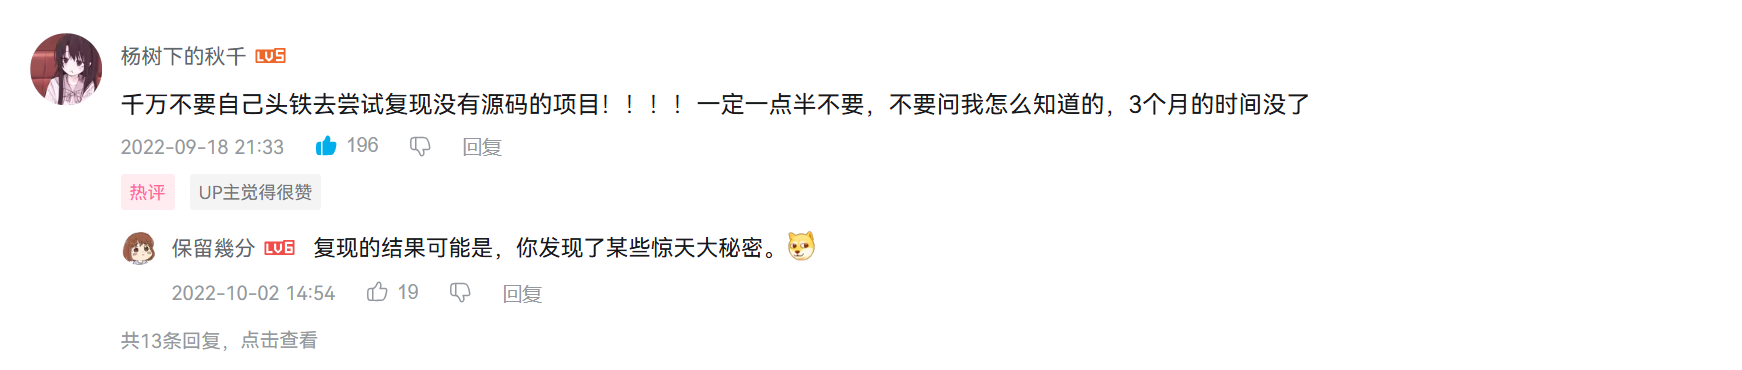 杨树下的秋千 LV5
千万不要自己头铁去尝试复现没有源码的项目！！！！一定一点半不要，不要问我怎么知道的，3个月的时间没了
2022-09-18 21:33 196 回复
热评 UP主觉得很赞
保留幾分 LV6 复现的结果可能是，你发现了某些惊天大秘密。
2022-10-02 14:54 19 回复
共13条回复，点击查看